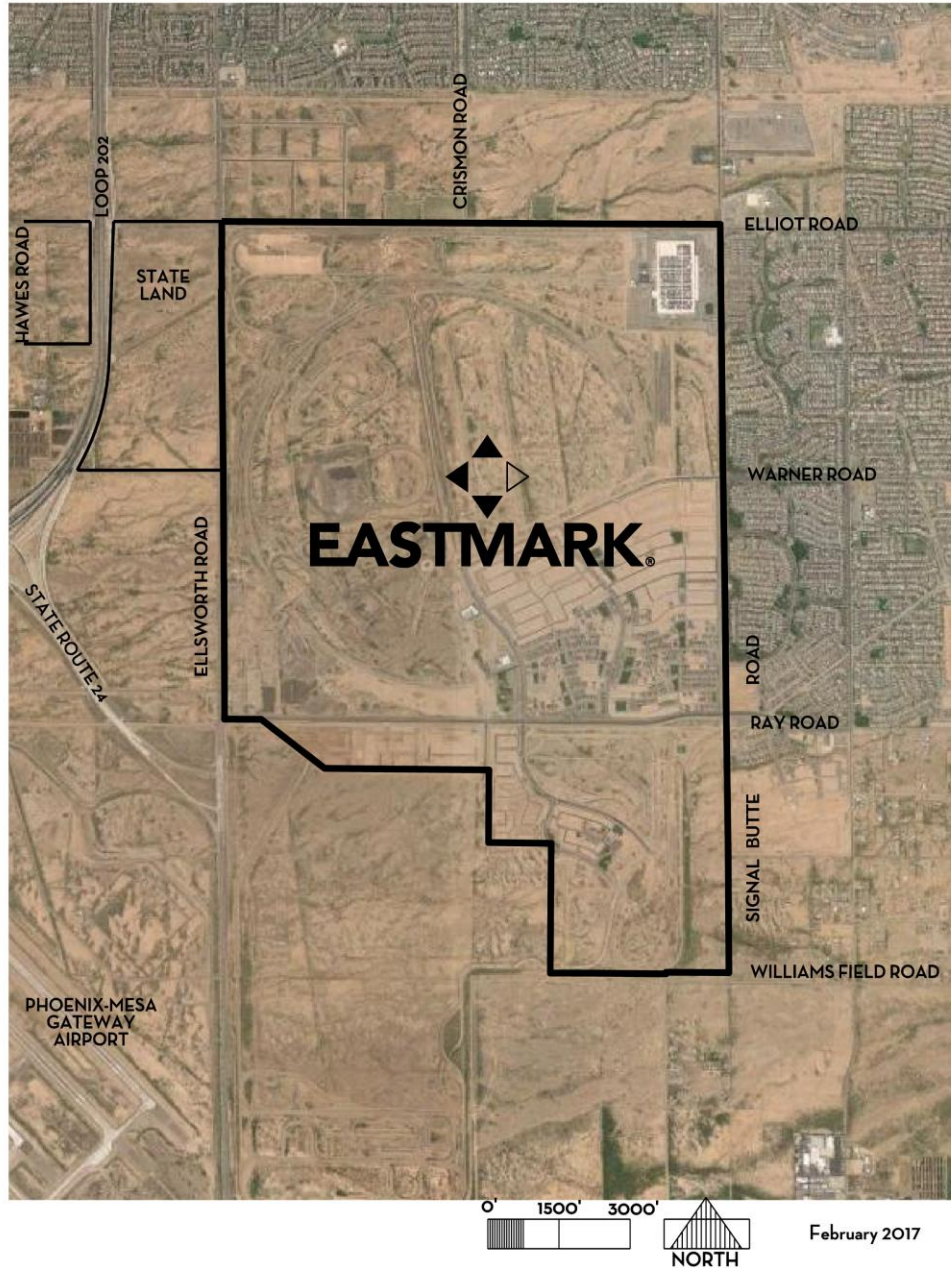 CRISMON ROAD
LOOP 202
ELLIOT ROAD
HAWES ROAD
STATE
LAND
WARNER ROAD
EASTMARK®
ELLSWORTH ROAD
STATE ROUTE 24
ROAD
RAY ROAD
SIGNAL BUTTE
WILLIAMS FIELD ROAD
PHOENIX-MESA
GATEWAY
AIRPORT
0' 1500' 3000'
NORTH
February 2017